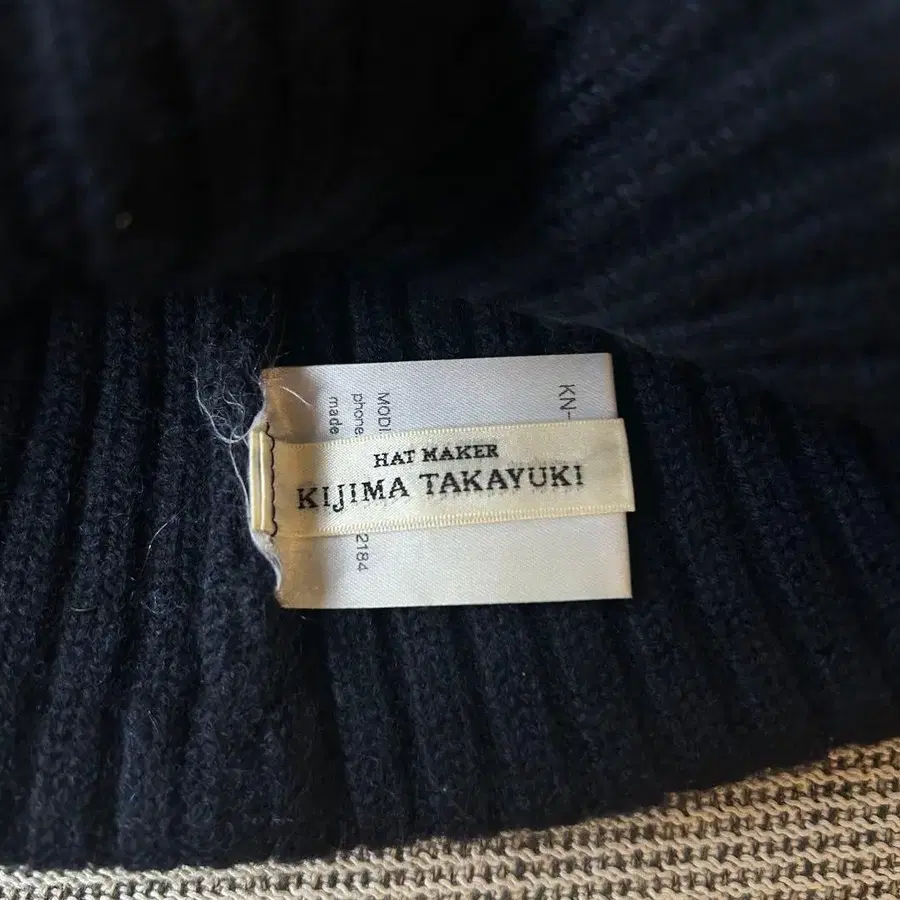 HAT MAKER
KIJIMA TAKAYUKI
KN-
MODI
phone.
2184
made